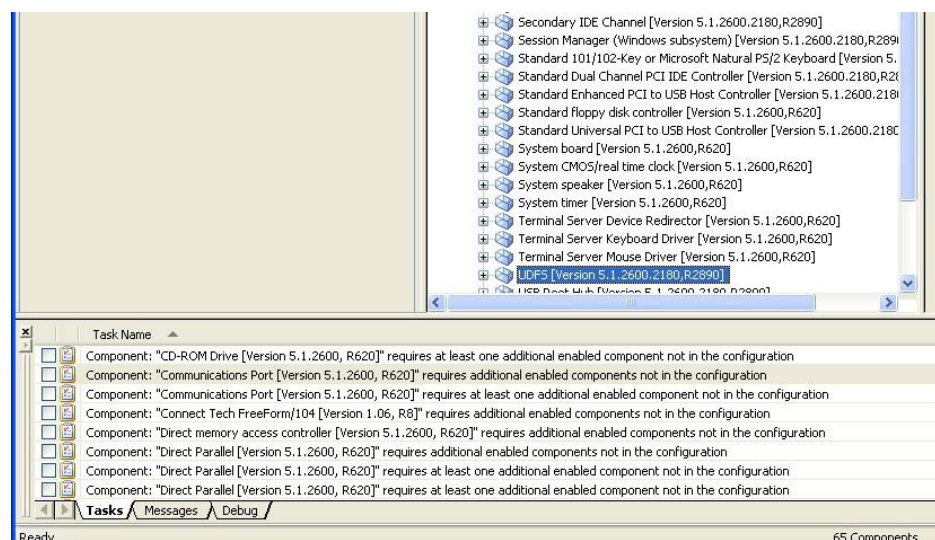 Secondary IDE Channel [Version 5.1.2600.2180,R2890]
Session Manager (Windows subsystem) [Version 5.1.2600.2180,R289
Standard 101/102-Key or Microsoft Natural PS/2 Keyboard [Version 5.
Standard Dual Channel PCI IDE Controller [Version 5.1.2600.2180,R28
Standard Enhanced PCI to USB Host Controller [Version 5.1.2600.218
Standard floppy disk controller [Version 5.1.2600,R620]
Standard Universal PCI to USB Host Controller [Version 5.1.2600.2180
System board [Version 5.1.2600,R620]
System CMOS/real time clock [Version 5.1.2600,R620]
System speaker [Version 5.1.2600,R620]
System timer [Version 5.1.2600,R620]
Terminal Server Device Redirector [Version 5.1.2600,R620]
Terminal Server Keyboard Driver [Version 5.1.2600,R620]
Terminal Server Mouse Driver [Version 5.1.2600,R620]
UDFS [Version 5.1.2600.2180,R2890]
USB Root Hub [Version 5.1.2600.2180,R2890]
Task Name
Component: "CD-ROM Drive [Version 5.1.2600, R620]" requires at least one additional enabled component not in the configuration
Component: "Communications Port [Version 5.1.2600, R620]" requires additional enabled components not in the configuration
Component: "Communications Port [Version 5.1.2600, R620]" requires at least one additional enabled component not in the configuration
Component: "Connect Tech FreeForm/104 [Version 1.06, R8]" requires additional enabled components not in the configuration
Component: "Direct memory access controller [Version 5.1.2600, R620]" requires additional enabled components not in the configuration
Component: "Direct Parallel [Version 5.1.2600, R620]" requires additional enabled components not in the configuration
Component: "Direct Parallel [Version 5.1.2600, R620]" requires at least one additional enabled component not in the configuration
Component: "Direct Parallel [Version 5.1.2600, R620]" requires at least one additional enabled component not in the configuration
Tasks Messages Debug
Ready 65 Components